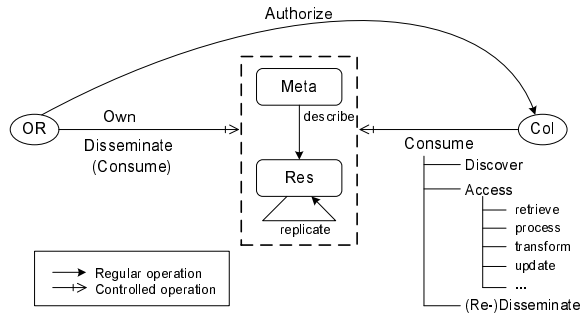 Authorize
Meta
OR
Own
describe
Col
Disseminate
(Consume)
Consume
Res
Discover
Access
replicate
retrieve
process
transform
update
...
(Re-)Disseminate
Regular operation
Controlled operation